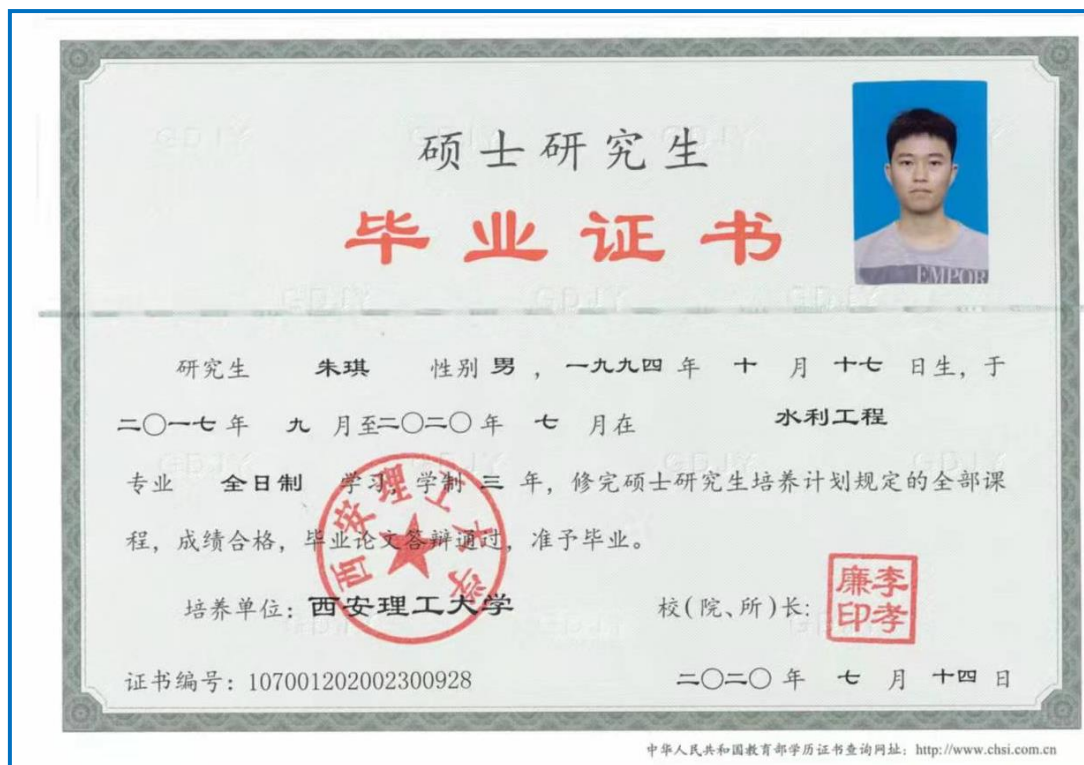 硕士研究生
毕业证书
EMPOR
研究生 朱琪 性别 男 ，一九九四 年 十 月 十七 日生，于
二〇一七 年 九 月至二〇二〇 年 七 月在 水利工程
专业 全日制 学习，学制 三 年，修完硕士研究生培养计划规定的全部课
程，成绩合格，毕业论文答辩通过，准予毕业。
西安理工大学
培养单位：西安理工大学 校(院、所)长：
李孝廉印
证书编号：107001202002300928 二〇二〇 年 七 月 十四 日
中华人民共和国教育部学历证书查询网址：http://www.chsi.com.cn